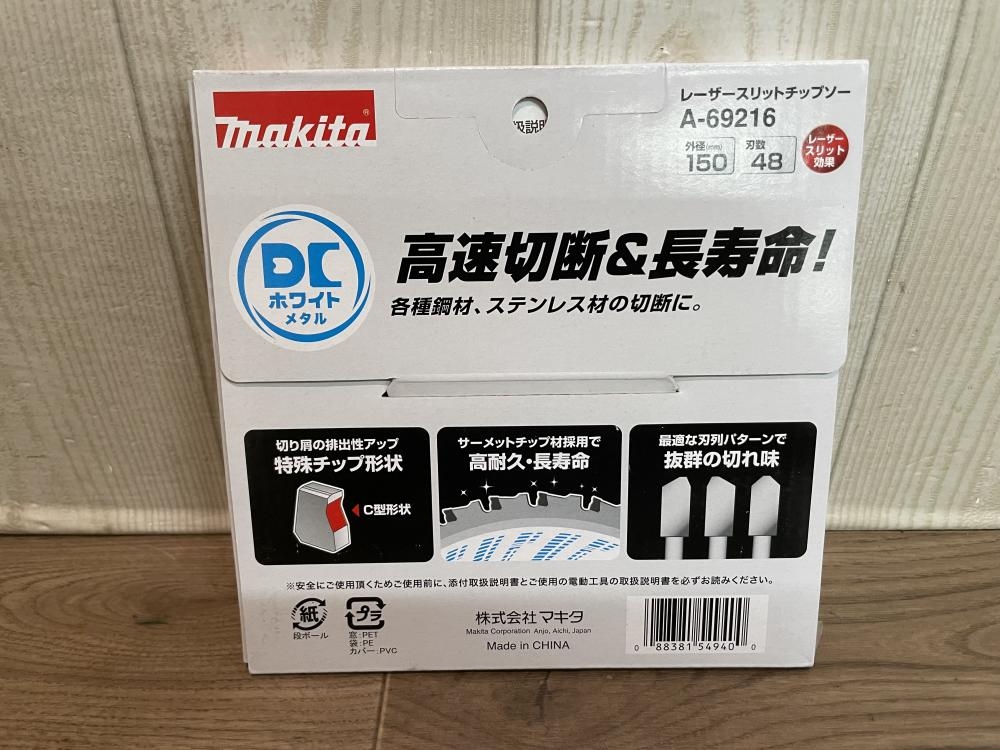 makita®
扱説明
レーザースリットチップソー
A-69216
外径(mm)
150
刃数
48
レーザー
スリット
効果
DC
ホワイト
メタル
高速切断&長寿命!
各種鋼材、ステンレス材の切断に。
切り屑の排出性アップ
特殊チップ形状
C型形状
サーメットチップ材採用で
高耐久・長寿命
最適な刃列パターンで
抜群の切れ味
※安全にご使用頂くためご使用前に、添付取扱説明書とご使用の電動工具の取扱説明書を必ずお読みください。
紙
段ボール
プラ
窓:PET
袋:PE
カバー:PVC
株式会社マキタ
Makita Corporation Anjo, Aichi, Japan
Made in CHINA
0 88381 54940 0